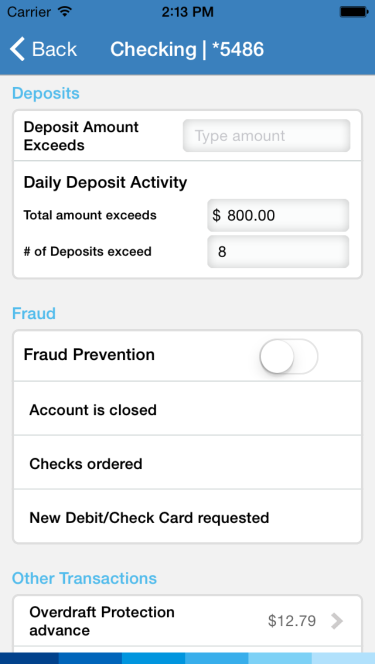 Carrier 2:13 PM
Back Checking | *5486
Deposits
Deposit Amount
Exceeds
Type amount
Daily Deposit Activity
Total amount exceeds $ 800.00
# of Deposits exceed 8
Fraud
Fraud Prevention
Account is closed
Checks ordered
New Debit/Check Card requested
Other Transactions
Overdraft Protection
advance
$12.79